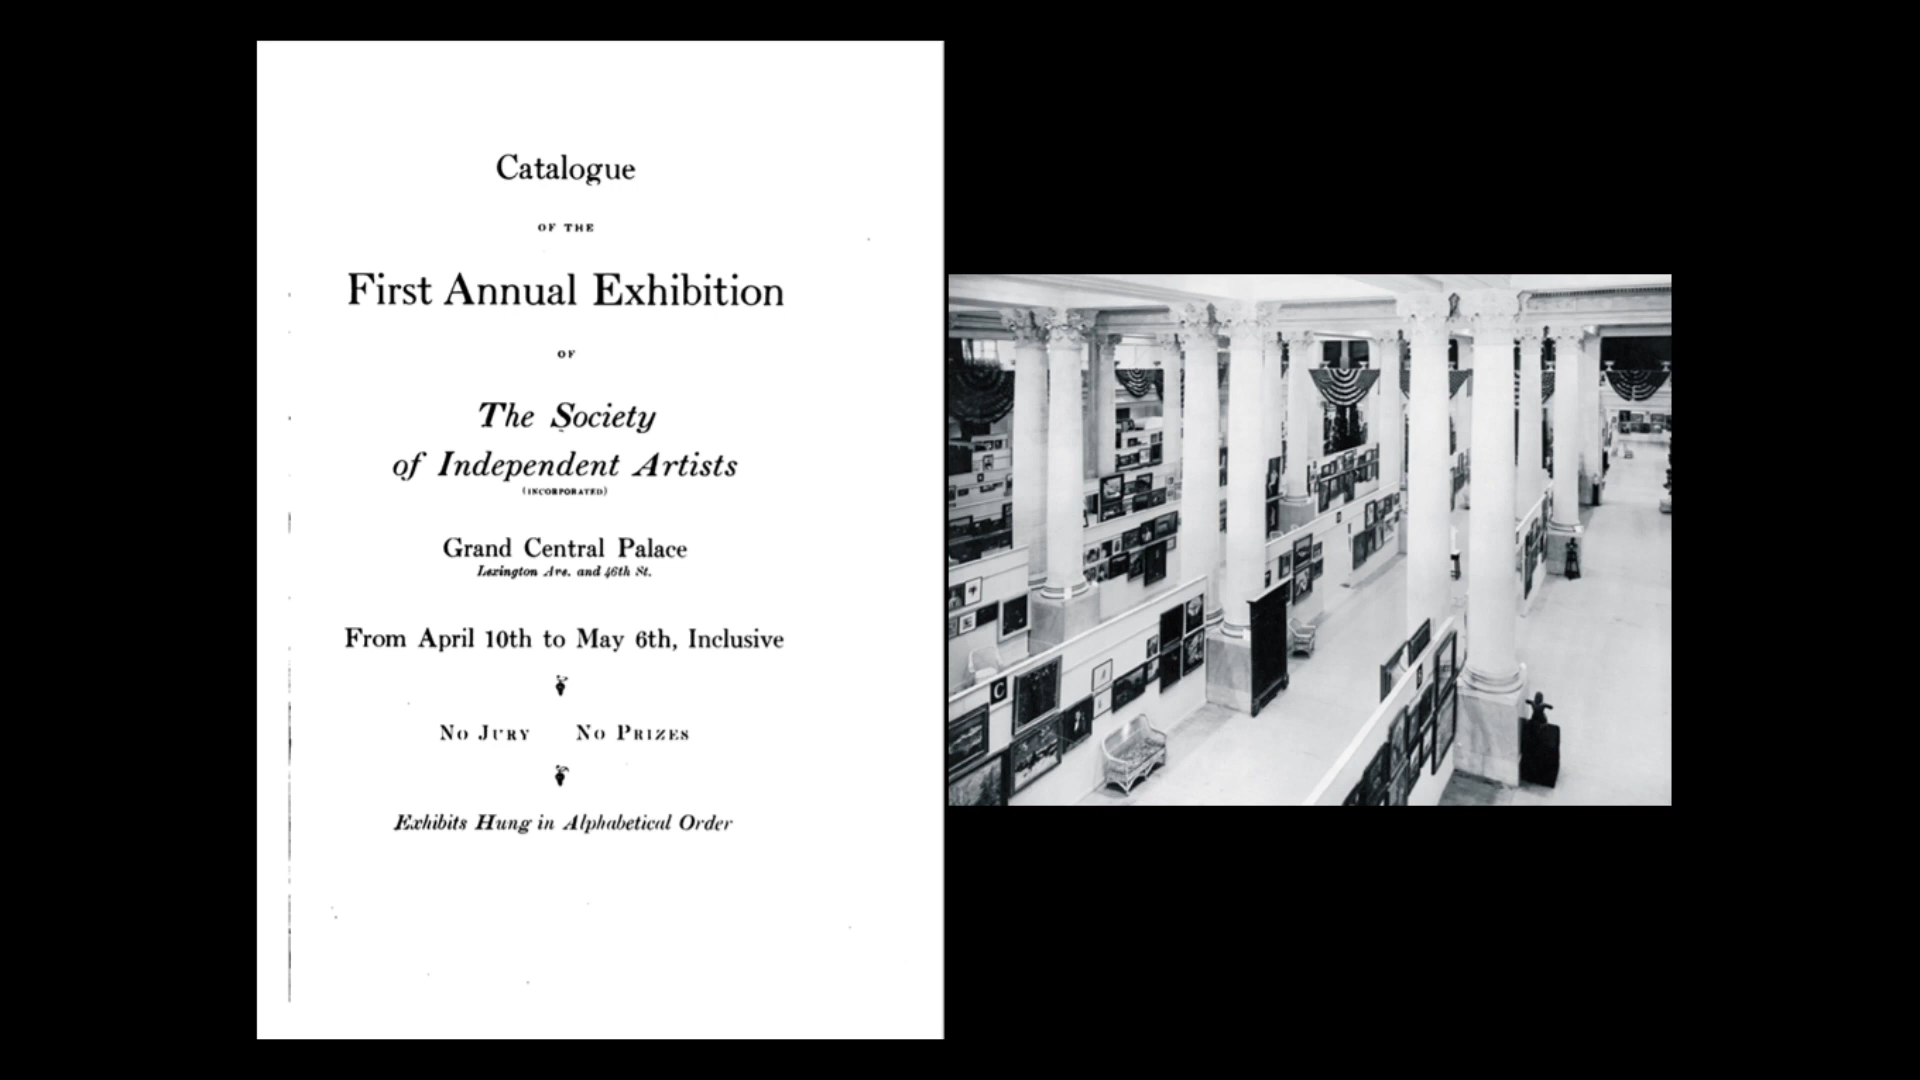 Catalogue
OF THE
First Annual Exhibition
OF
The Society
of Independent Artists
(INCORPORATED)
Grand Central Palace
Lexington Ave. and 46th St.
From April 10th to May 6th, Inclusive
No Jury No Prizes
Exhibits Hung in Alphabetical Order
C